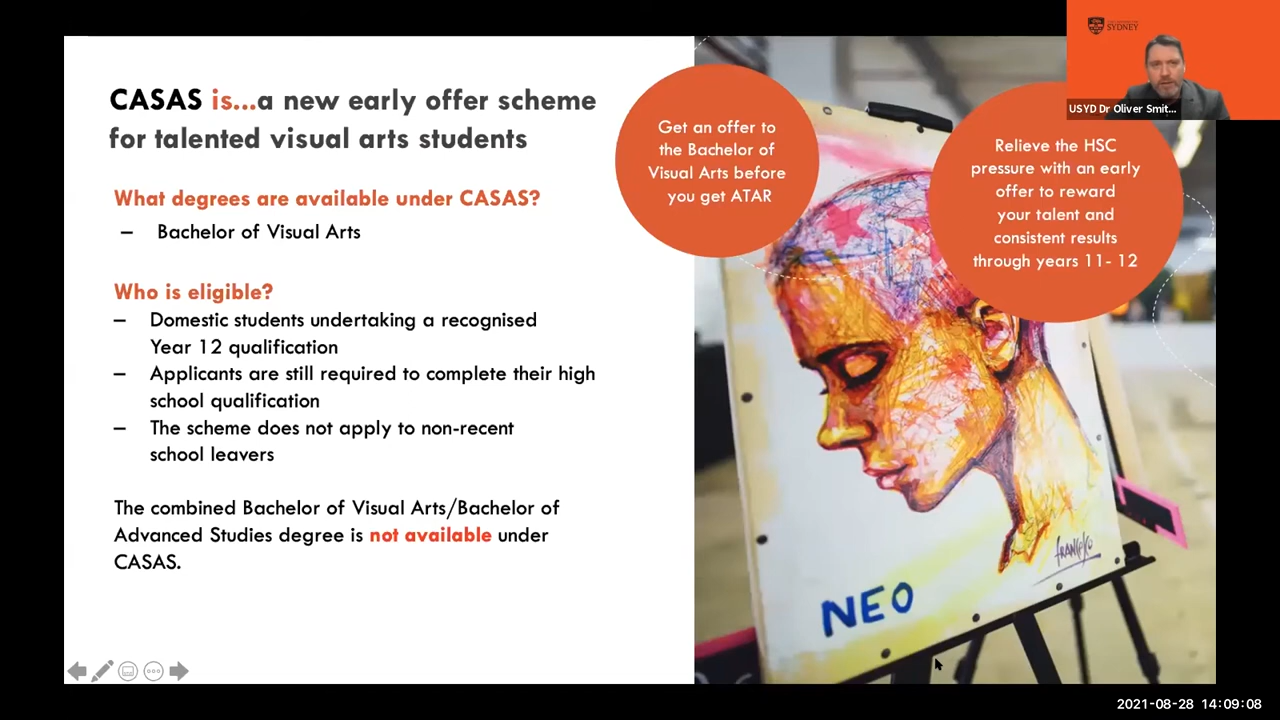 CASAS is...a new early offer scheme
for talented visual arts students
What degrees are available under CASAS?
– Bachelor of Visual Arts
Who is eligible?
– Domestic students undertaking a recognised
Year 12 qualification
– Applicants are still required to complete their high
school qualification
– The scheme does not apply to non-recent
school leavers
The combined Bachelor of Visual Arts/Bachelor of
Advanced Studies degree is not available under
CASAS.
Get an offer to
the Bachelor of
Visual Arts before
you get ATAR
Relieve the HSC
pressure with an early
offer to reward
your talent and
consistent results
through years 11- 12
SYDNEY
USYD Dr Oliver Smit...
NEO
2021-08-28 14:09:08